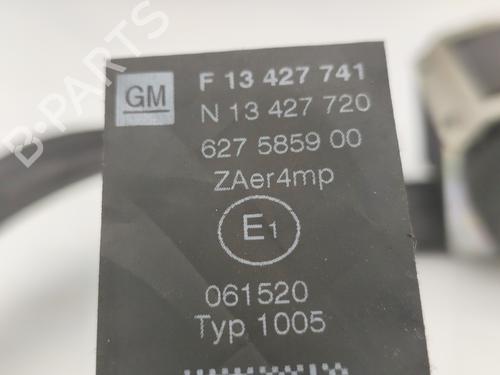 GM
F 13 427 741
N 13 427 720
627 5859 00
ZAer4mp
E1
061520
Typ 1005
B-PARTS